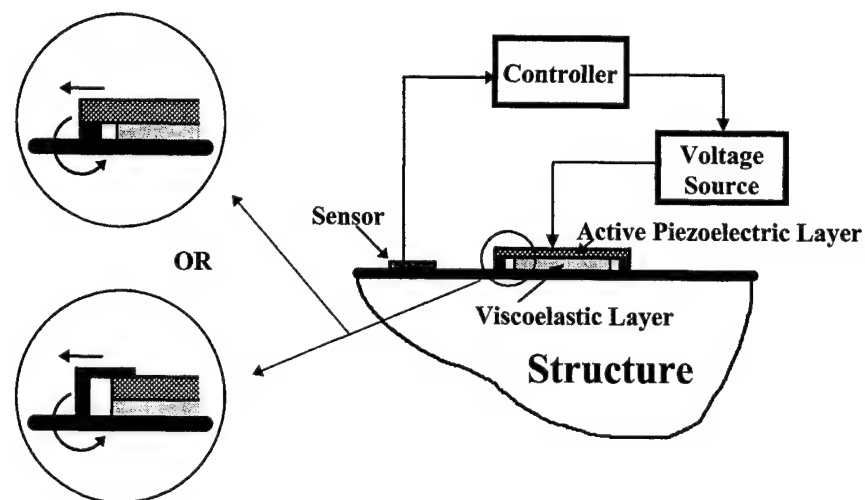 Controller
Voltage
Source
Sensor
Active Piezoelectric Layer
OR
Viscoelastic Layer
Structure